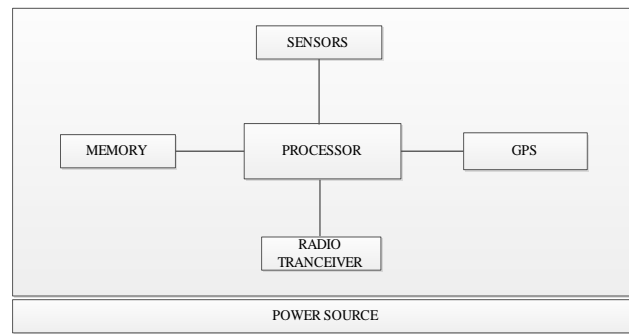 SENSORS
MEMORY
PROCESSOR
GPS
RADIO
TRANCEIVER
POWER SOURCE